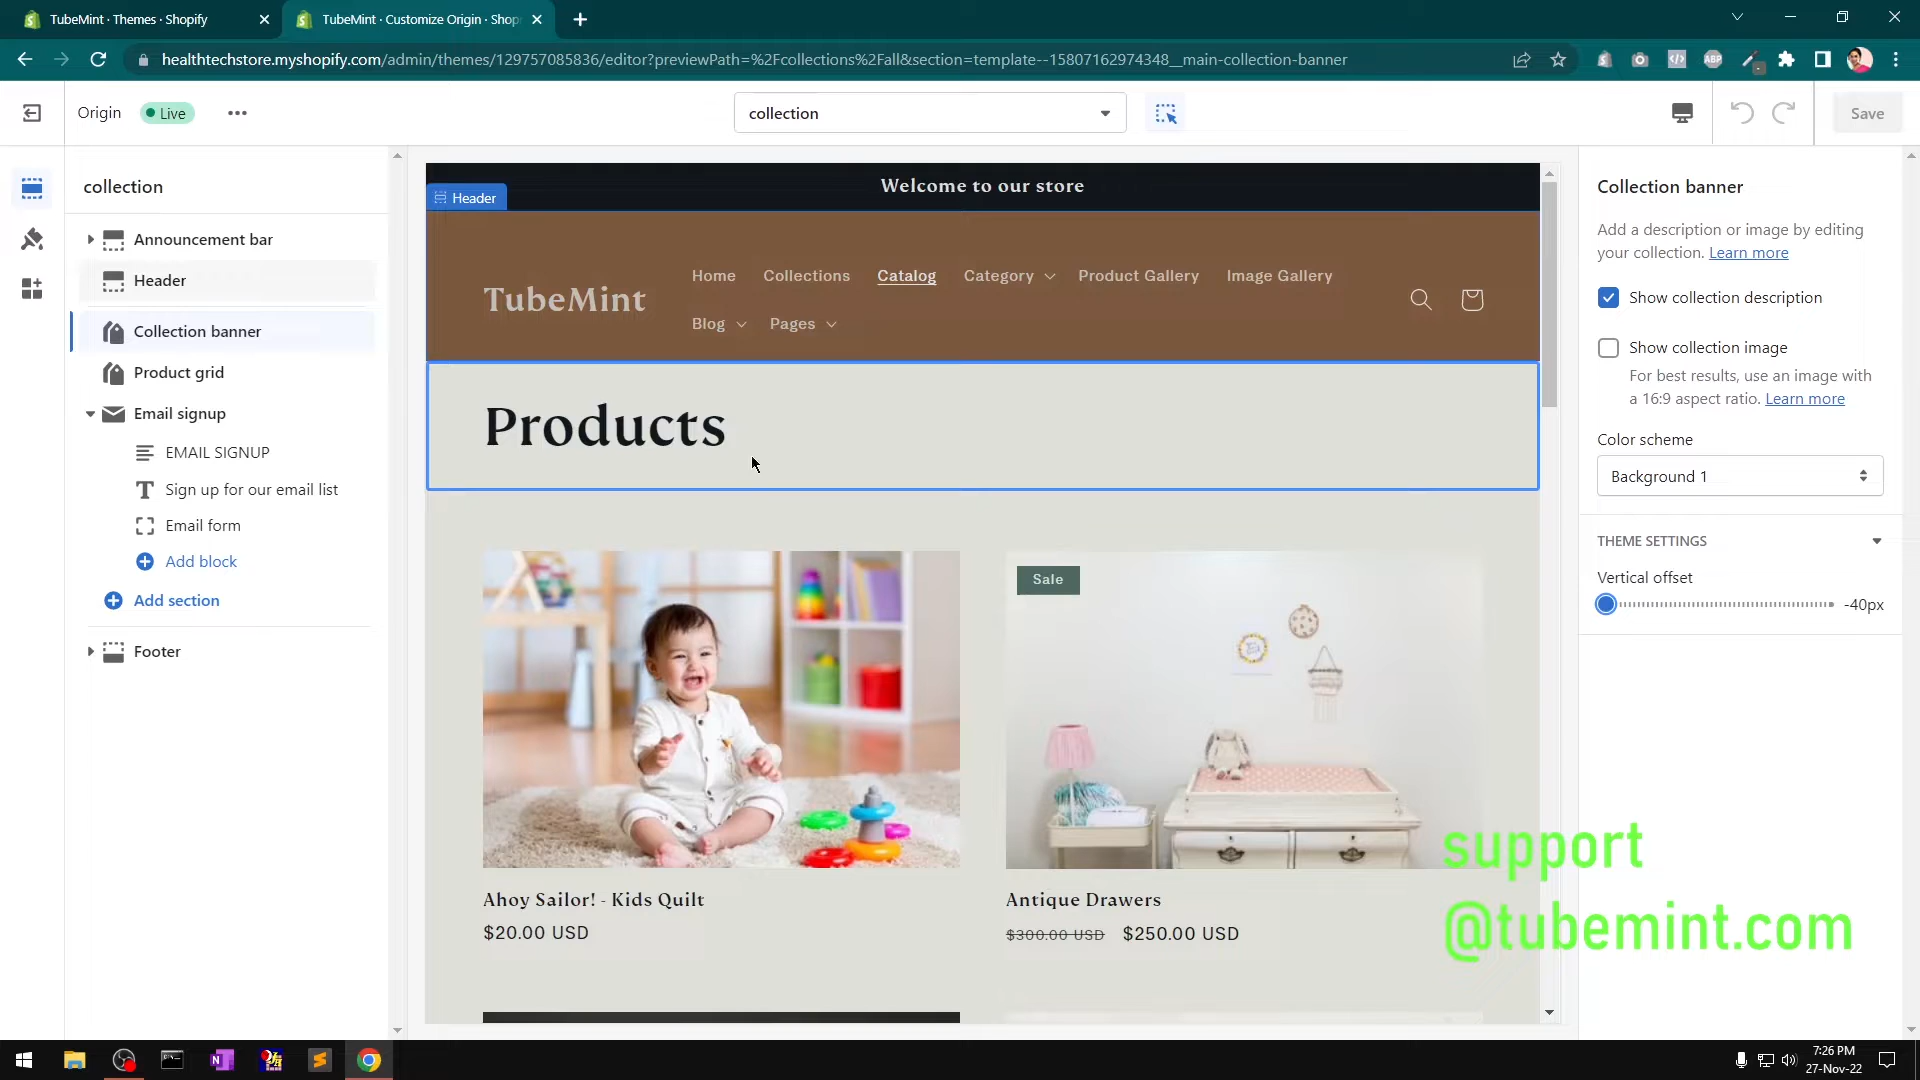 TubeMint · Themes · Shopify
TubeMint · Customize Origin · Shop
healthtechstore.myshopify.com/admin/themes/129757085836/editor?previewPath=%2Fcollections%2Fall&section=template--15807162974348__main-collection-banner
Origin
Live
collection
Save
collection
Announcement bar
Header
Collection banner
Product grid
Email signup
EMAIL SIGNUP
Sign up for our email list
Email form
Add block
Add section
Footer
Welcome to our store
Header
TubeMint
Home Collections Catalog Category Product Gallery Image Gallery
Blog Pages
Products
Sale
Ahoy Sailor! - Kids Quilt
$20.00 USD
Antique Drawers
$300.00 USD $250.00 USD
Collection banner
Add a description or image by editing
your collection. Learn more
Show collection description
Show collection image
For best results, use an image with
a 16:9 aspect ratio. Learn more
Color scheme
Background 1
THEME SETTINGS
Vertical offset
-40px
support
@tubemint.com
ABP
7:26 PM
27-Nov-22